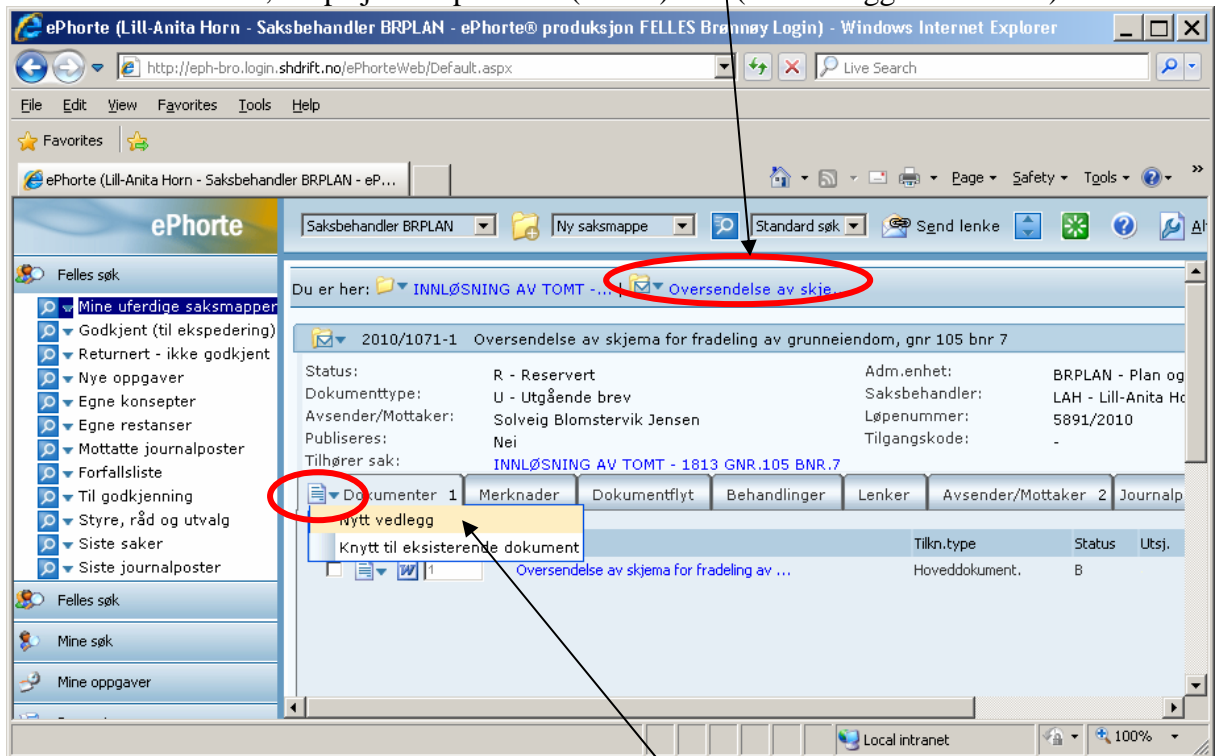 ePhorte (Lill-Anita Horn - Saksbehandler BRPLAN - ePhorte® produksjon FELLES Brønnøy Login) - Windows Internet Explorer
http://eph-bro.login.shdrift.no/ePhorteWeb/Default.aspx
Live Search
File Edit View Favorites Tools Help
Favorites
ePhorte (Lill-Anita Horn - Saksbehandler BRPLAN - eP...
Page Safety Tools »
ePhorte
Saksbehandler BRPLAN Ny saksmappe Standard søk Send lenke Al
Felles søk
Mine uferdige saksmapper
Godkjent (til ekspedering)
Returnert - ikke godkjent
Nye oppgaver
Egne konsepter
Egne restanser
Mottatte journalposter
Forfallsliste
Til godkjenning
Styre, råd og utvalg
Siste saker
Siste journalposter
Felles søk
Mine søk
Mine oppgaver
Du er her: INNLØSNING AV TOMT -... | Oversendelse av skje...
2010/1071-1 Oversendelse av skjema for fradeling av grunneiendom, gnr 105 bnr 7
Status: R - Reservert Adm.enhet: BRPLAN - Plan og
Dokumenttype: U - Utgående brev Saksbehandler: LAH - Lill-Anita Ho
Avsender/Mottaker: Solveig Blomstervik Jensen Løpenummer: 5891/2010
Publiseres: Nei Tilgangskode: -
Tilhører sak: INNLØSNING AV TOMT - 1813 GNR.105 BNR.7
Dokumenter 1 Merknader Dokumentflyt Behandlinger Lenker Avsender/Mottaker 2 Journalp
Nytt vedlegg
Knytt til eksisterende dokument
Tilkn.type Status Utsj.
1 Oversendelse av skjema for fradeling av ... Hoveddokument. B
Local intranet 100%